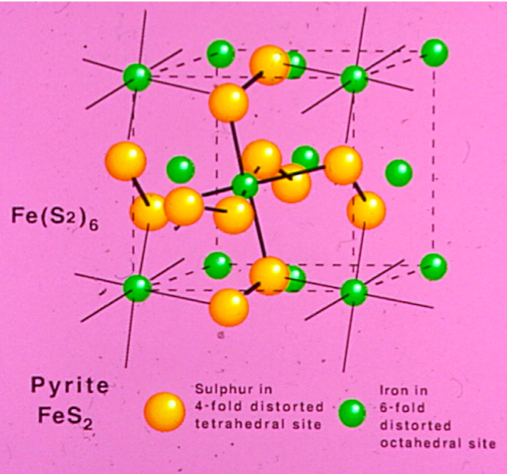 Fe(S₂)₆
Pyrite
FeS₂
Sulphur in
4-fold distorted
tetrahedral site
Iron in
6-fold
distorted
octahedral site